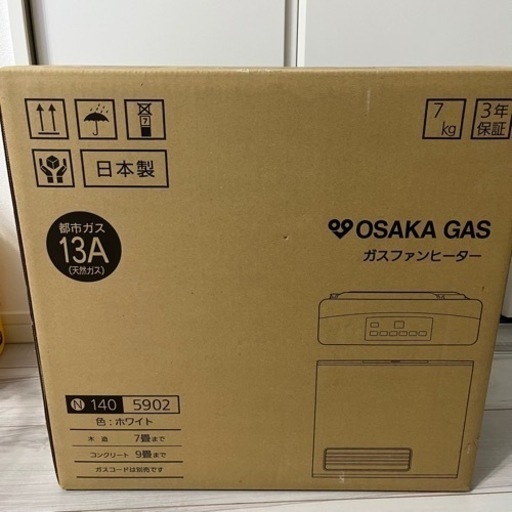 7
7
kg
3年
保証
日本製
都市ガス
13A
(天然ガス)
OSAKA GAS
ガスファンヒーター
N 140 5902
色:ホワイト
木造 7畳まで
コンクリート 9畳まで
ガスコードは別売です